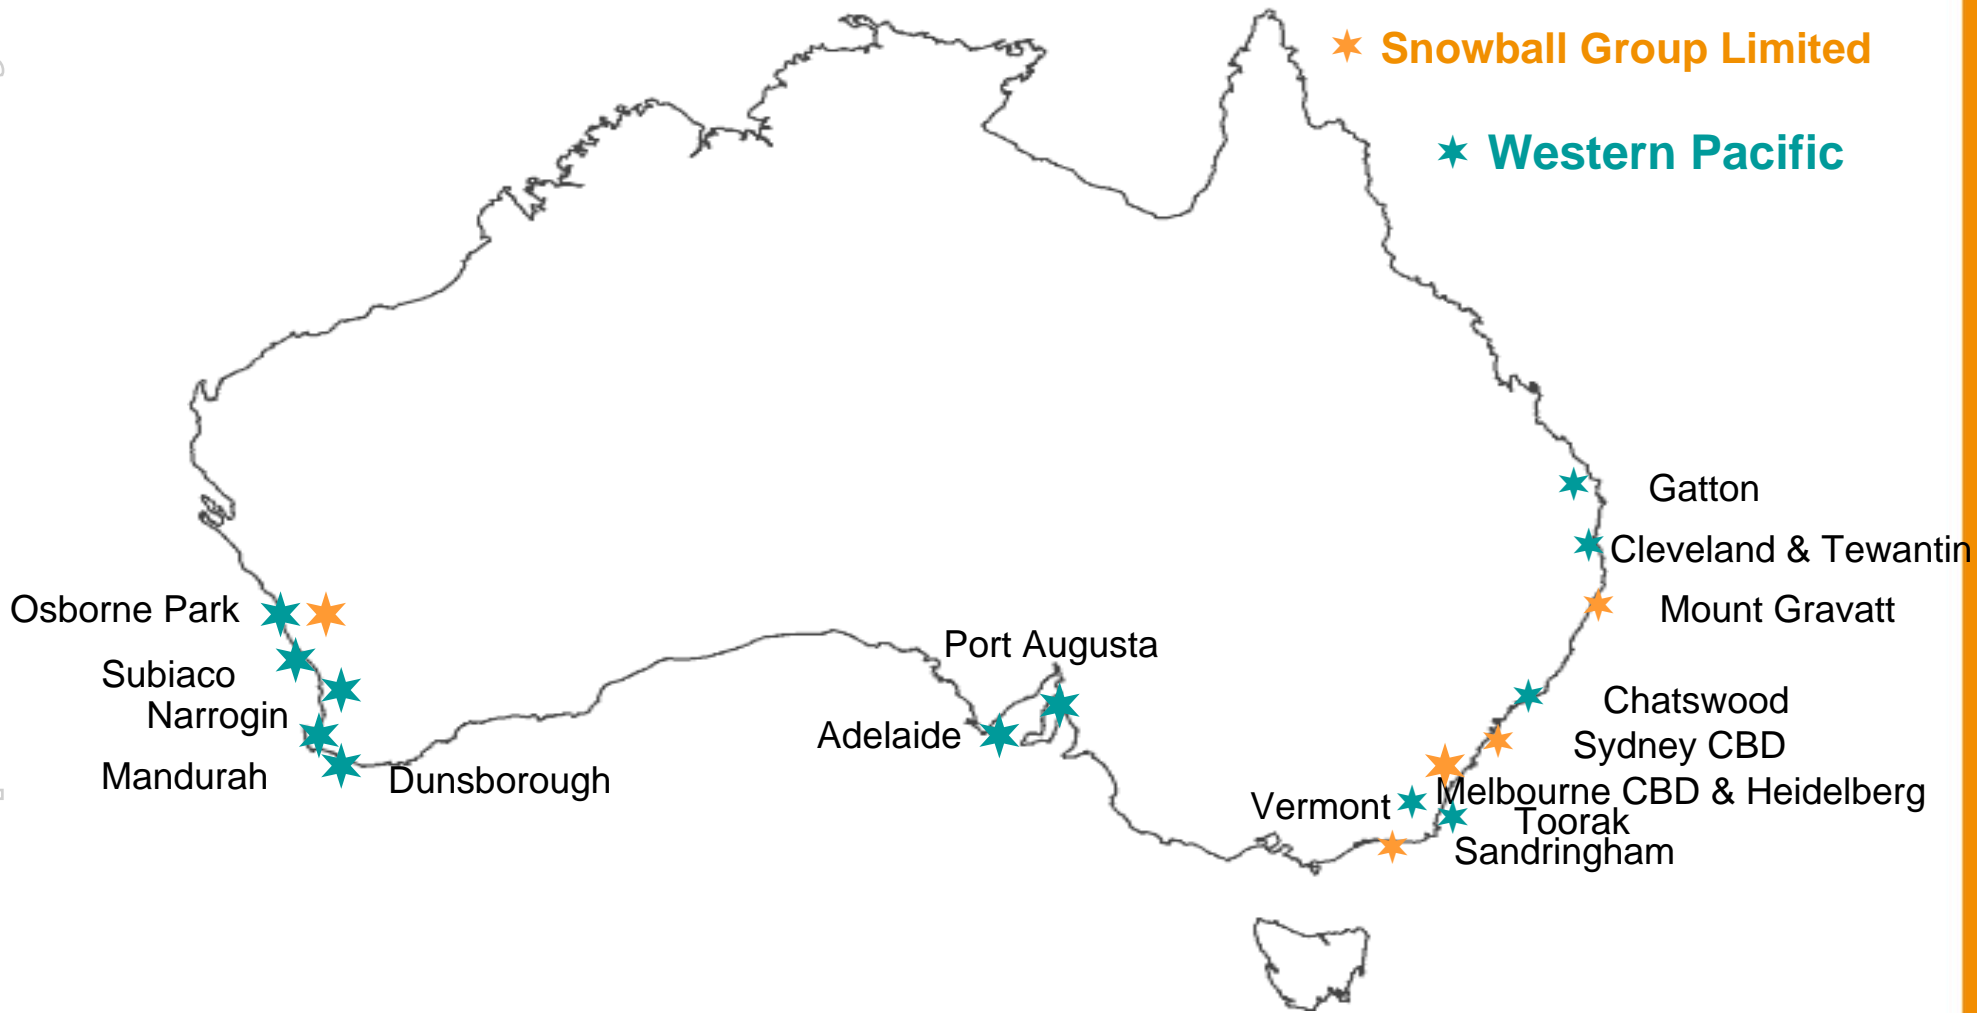 Snowball Group Limited
Western Pacific
Gatton
Cleveland & Tewantin
Osborne Park
Mount Gravatt
Port Augusta
Subiaco
Chatswood
Narrogin
Adelaide
Sydney CBD
Mandurah
Dunsborough
Melbourne CBD & Heidelberg
Vermont
Toorak
Sandringham